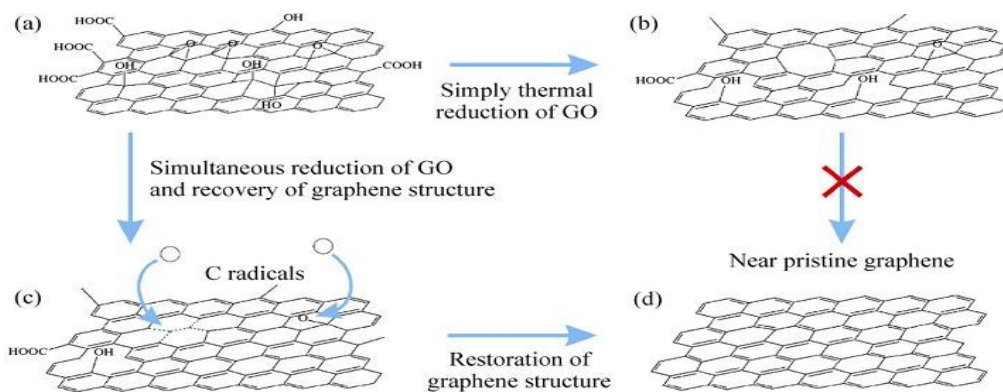 (a)
OH
HOOC
O
O
O
HOOC
OH
OH
COOH
HOOC
HO
Simply thermal
reduction of GO
(b)
O
HOOC
OH
OH
Simultaneous reduction of GO
and recovery of graphene structure
C radicals
Near pristine graphene
(c)
O
HOOC
OH
Restoration of
graphene structure
(d)